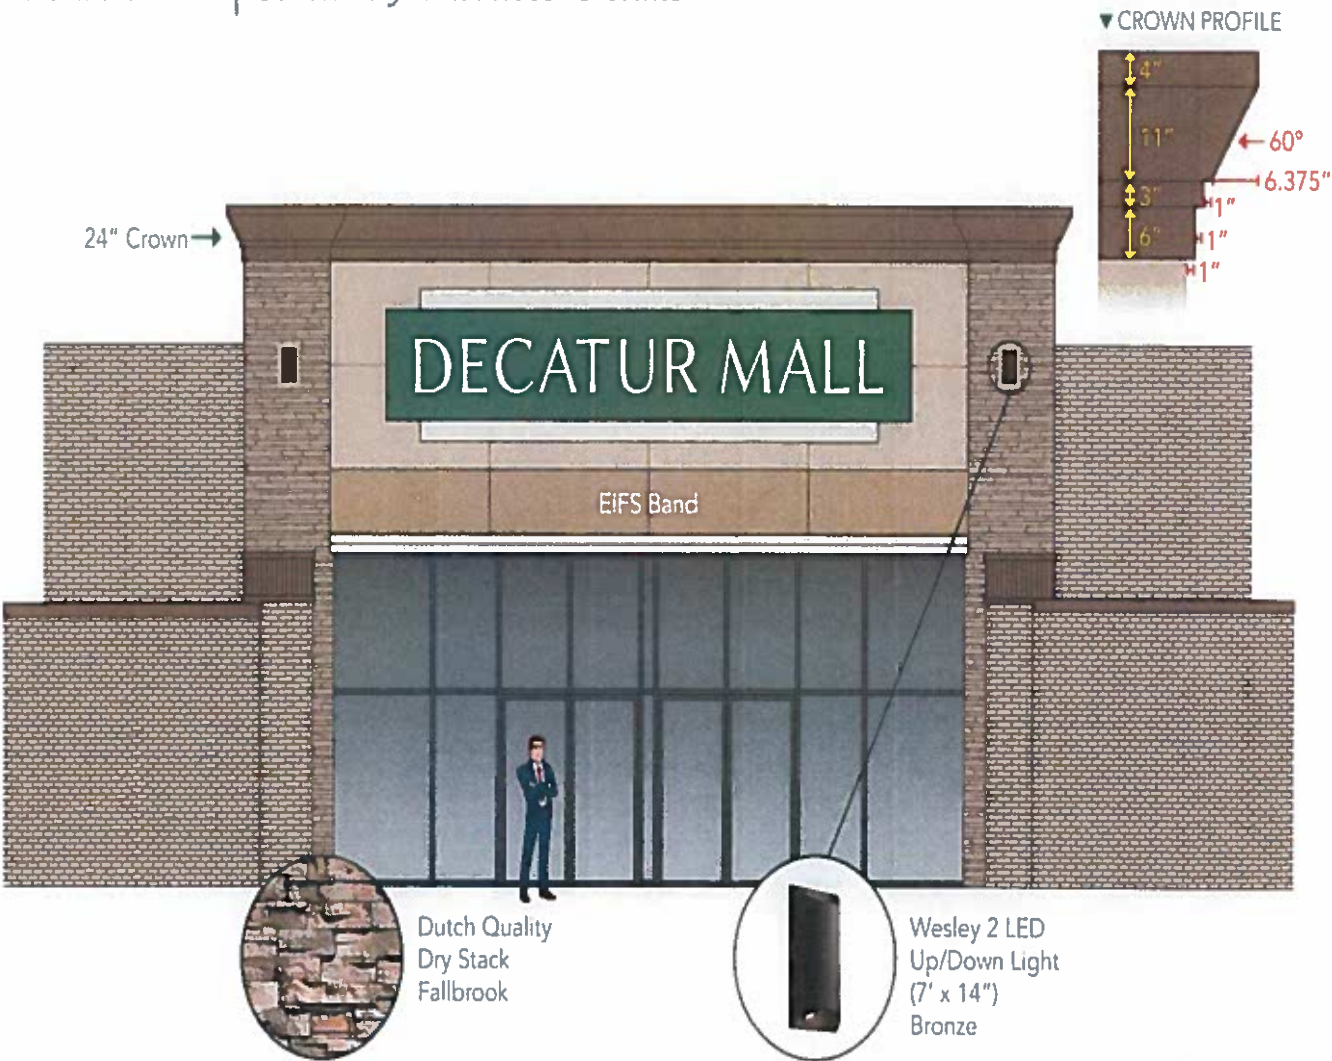 ▼ CROWN PROFILE
4"
11"
60°
6.375"
3"
1"
6"
1"
1"
24" Crown
DECATUR MALL
EIFS Band
Dutch Quality
Dry Stack
Fallbrook
Wesley 2 LED
Up/Down Light
(7' x 14")
Bronze